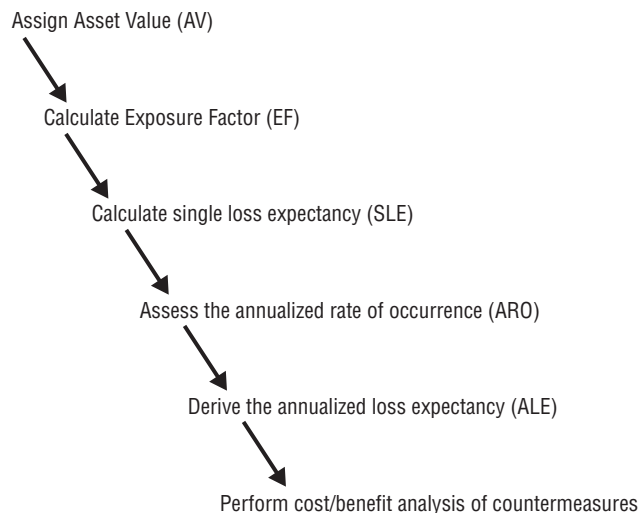 Assign Asset Value (AV)
Calculate Exposure Factor (EF)
Calculate single loss expectancy (SLE)
Assess the annualized rate of occurrence (ARO)
Derive the annualized loss expectancy (ALE)
Perform cost/benefit analysis of countermeasures